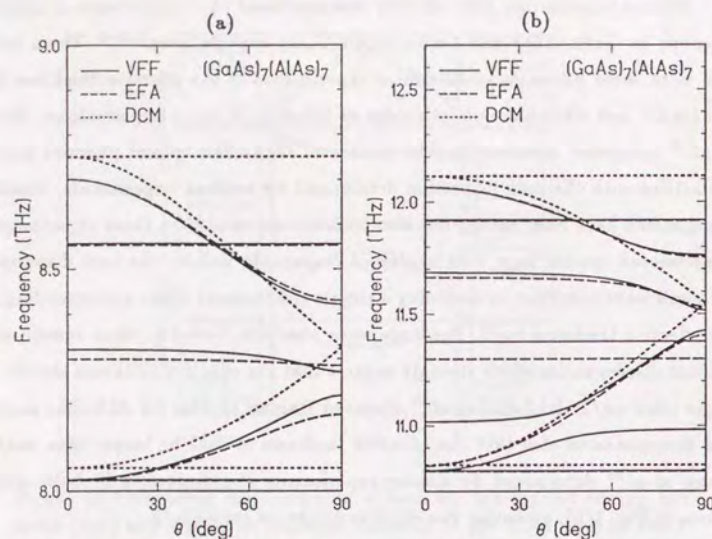 (a)
(b)
VFF
EFA
DCM
(GaAs)₇(AlAs)₇
9.0
8.5
8.0
Frequency (THz)
0
30
60
90
θ (deg)
VFF
EFA
DCM
(GaAs)₇(AlAs)₇
12.5
12.0
11.5
11.0
Frequency (THz)
0
30
60
90
θ (deg)